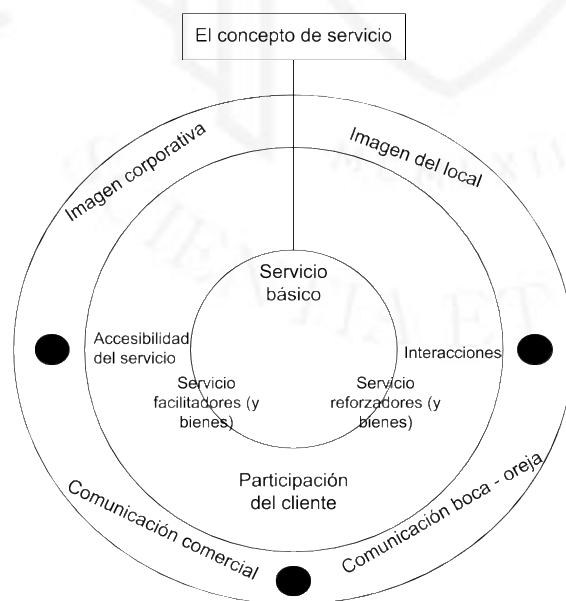 El concepto de servicio
Imagen corporativa
Imagen del local
Servicio
básico
Accesibilidad
del servicio
Interacciones
Servicio
facilitadores (y
bienes)
Servicio
reforzadores (y
bienes)
Participación
del cliente
Comunicación comercial
Comunicación boca - oreja